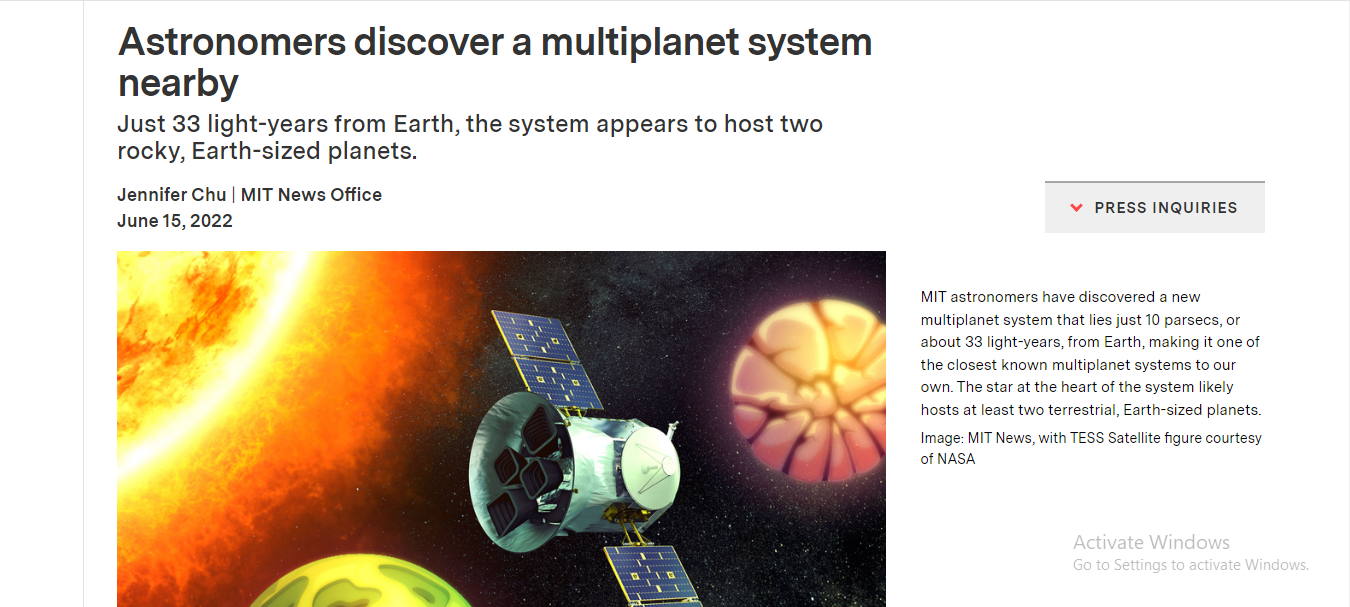 Astronomers discover a multiplanet system
nearby
Just 33 light-years from Earth, the system appears to host two
rocky, Earth-sized planets.
Jennifer Chu | MIT News Office
June 15, 2022
PRESS INQUIRIES
MIT astronomers have discovered a new
multiplanet system that lies just 10 parsecs, or
about 33 light-years, from Earth, making it one of
the closest known multiplanet systems to our
own. The star at the heart of the system likely
hosts at least two terrestrial, Earth-sized planets.
Image: MIT News, with TESS Satellite figure courtesy
of NASA
Activate Windows
Go to Settings to activate Windows.